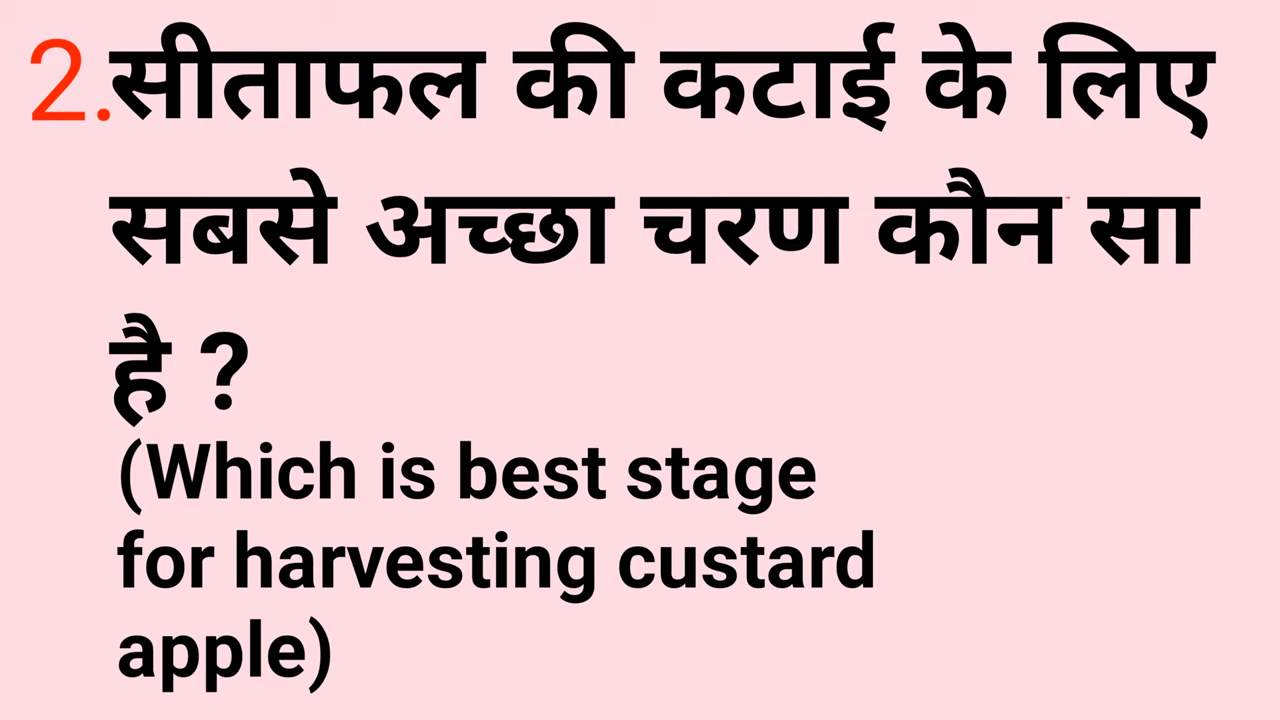 2.सीताफल की कटाई के लिए
सबसे अच्छा चरण कौन सा
है ?
(Which is best stage
for harvesting custard
apple)